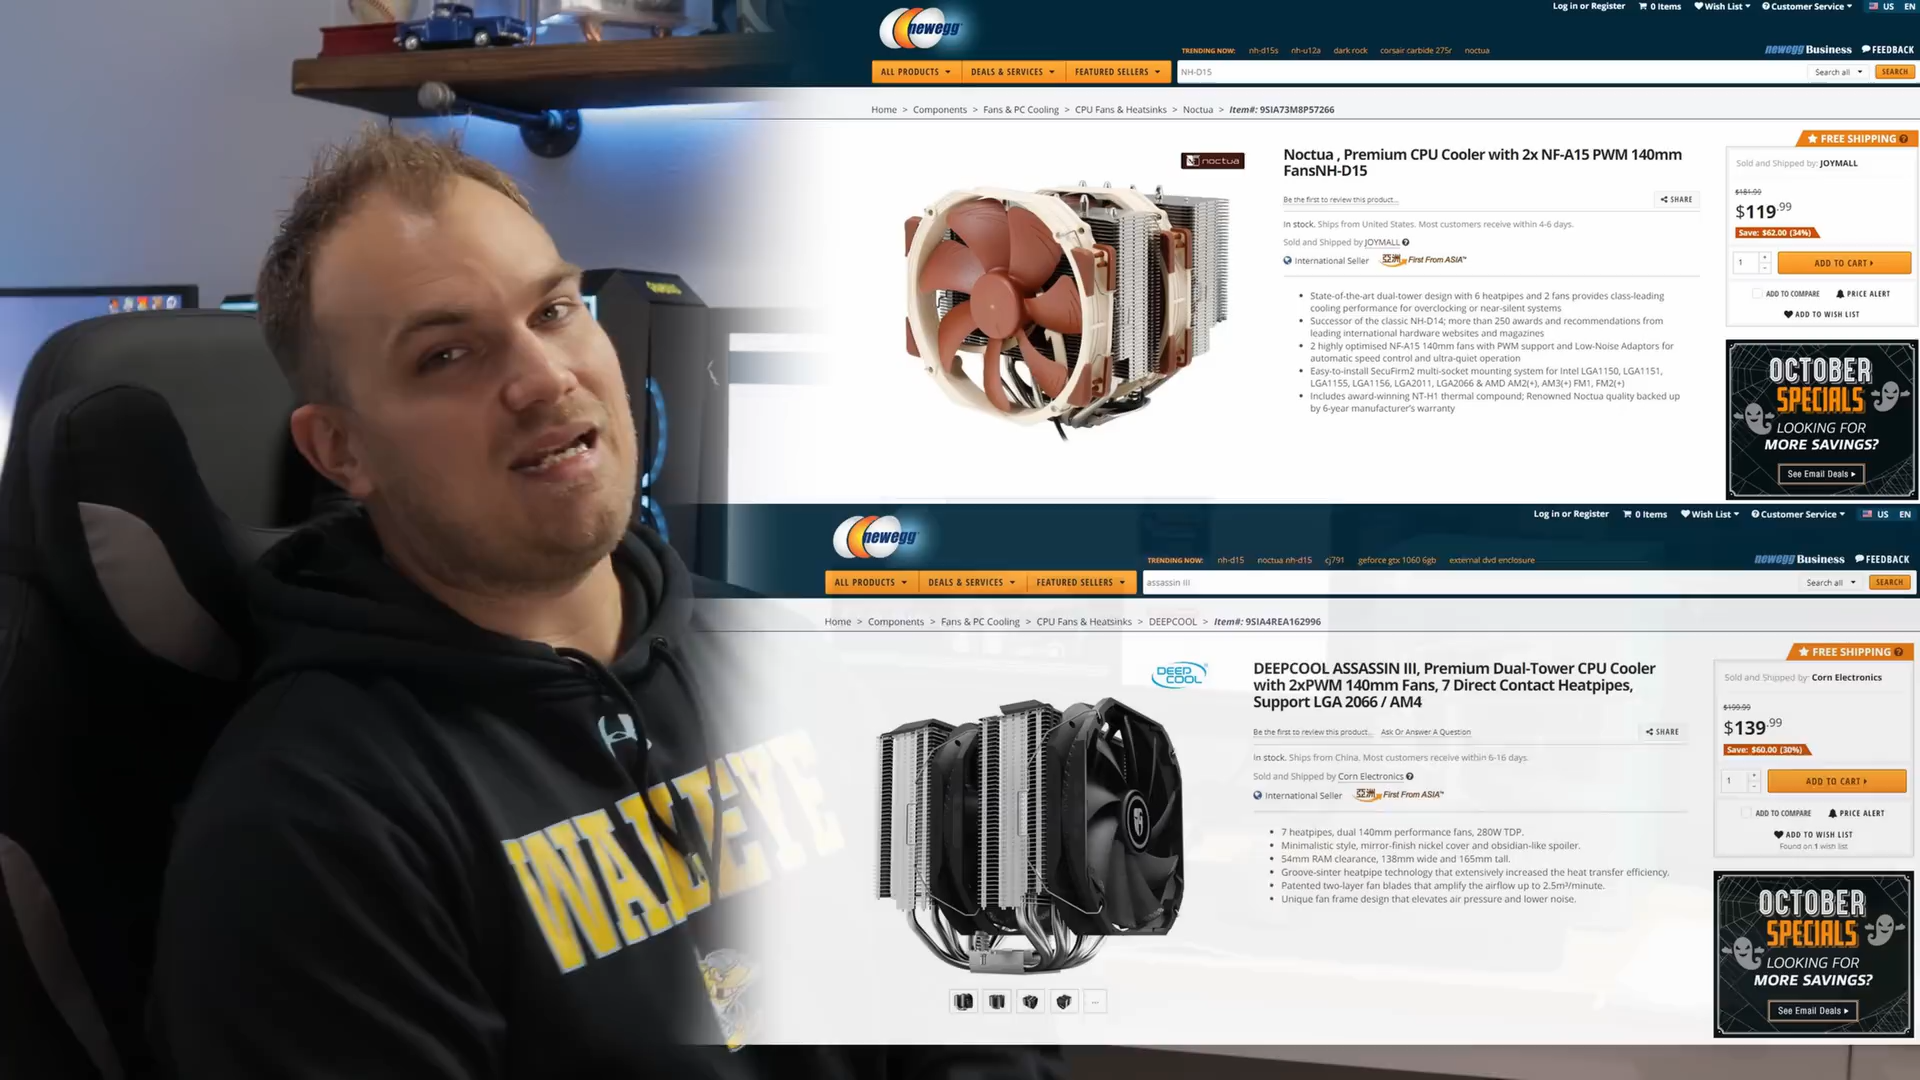 Log in or Register
0 Items
Wish List
Customer Service
US
EN
newegg
TRENDING NOW: nh-d15s nh-u12a dark rock corsair carbide 275r noctua
newegg Business
FEEDBACK
ALL PRODUCTS
DEALS & SERVICES
FEATURED SELLERS
NH-D15
Search all
SEARCH
Home > Components > Fans & PC Cooling > CPU Fans & Heatsinks > Noctua > Item#: 9SIA73M8P57266
noctua
Noctua , Premium CPU Cooler with 2x NF-A15 PWM 140mm
FansNH-D15
Be the first to review this product...
SHARE
In stock. Ships from United States. Most customers receive within 4-6 days.
Sold and Shipped by JOYMALL
International Seller
亞洲 First From ASIA™
• State-of-the-art dual-tower design with 6 heatpipes and 2 fans provides class-leading
cooling performance for overclocking or near-silent systems
• Successor of the classic NH-D14; more than 250 awards and recommendations from
leading international hardware websites and magazines
• 2 highly optimised NF-A15 140mm fans with PWM support and Low-Noise Adaptors for
automatic speed control and ultra-quiet operation
• Easy-to-install SecuFirm2 multi-socket mounting system for Intel LGA1150, LGA1151,
LGA1155, LGA1156, LGA2011, LGA2066 & AMD AM2(+), AM3(+) FM1, FM2(+)
• Includes award-winning NT-H1 thermal compound; Renowned Noctua quality backed up
by 6-year manufacturer's warranty
FREE SHIPPING
Sold and Shipped by: JOYMALL
$181.99
$119.99
Save: $62.00 (34%)
1
ADD TO CART
ADD TO COMPARE
PRICE ALERT
ADD TO WISH LIST
OCTOBER
SPECIALS
LOOKING FOR
MORE SAVINGS?
See Email Deals
Log in or Register
0 Items
Wish List
Customer Service
US
EN
newegg
TRENDING NOW: nh-d15 noctua nh-d15 cj791 geforce gtx 1060 6gb external dvd enclosure
newegg Business
FEEDBACK
ALL PRODUCTS
DEALS & SERVICES
FEATURED SELLERS
assassin III
Search all
SEARCH
Home > Components > Fans & PC Cooling > CPU Fans & Heatsinks > DEEPCOOL > Item#: 9SIA4REA162996
DEEP
COOL
DEEPCOOL ASSASSIN III, Premium Dual-Tower CPU Cooler
with 2xPWM 140mm Fans, 7 Direct Contact Heatpipes,
Support LGA 2066 / AM4
Be the first to review this product...
Ask Or Answer A Question
SHARE
In stock. Ships from China. Most customers receive within 6-16 days.
Sold and Shipped by Corn Electronics
International Seller
亞洲 First From ASIA™
• 7 heatpipes, dual 140mm performance fans, 280W TDP.
• Minimalistic style, mirror-finish nickel cover and obsidian-like spoiler.
• 54mm RAM clearance, 138mm wide and 165mm tall.
• Groove-sinter heatpipe technology that extensively increased the heat transfer efficiency.
• Patented two-layer fan blades that amplify the airflow up to 2.5m³/minute.
• Unique fan frame design that elevates air pressure and lower noise.
...
FREE SHIPPING
Sold and Shipped by: Corn Electronics
$199.99
$139.99
Save: $60.00 (30%)
1
ADD TO CART
ADD TO COMPARE
PRICE ALERT
ADD TO WISH LIST
Found on 1 wish list
OCTOBER
SPECIALS
LOOKING FOR
MORE SAVINGS?
See Email Deals
WALLEYE